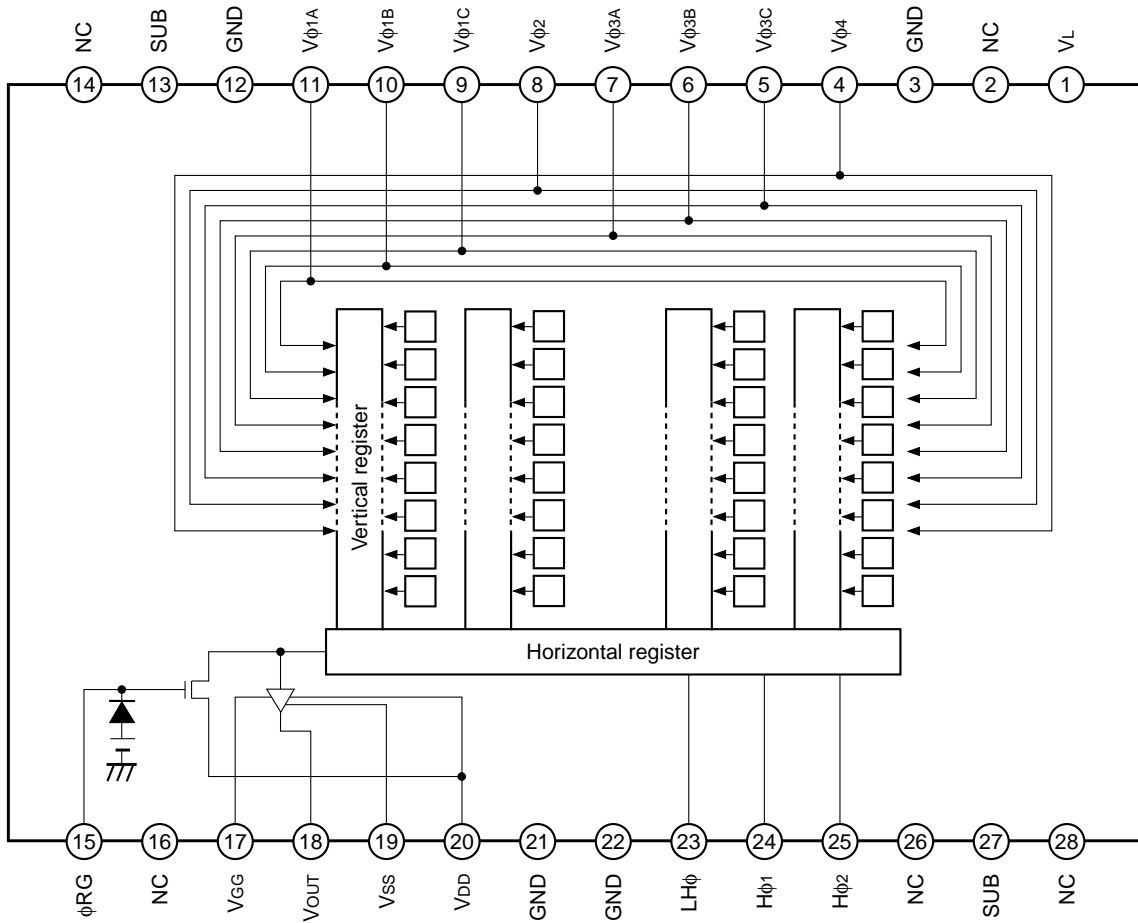 NC SUB GND Vϕ1A Vϕ1B Vϕ1C Vϕ2 Vϕ3A Vϕ3B Vϕ3C Vϕ4 GND NC VL
14 13 12 11 10 9 8 7 6 5 4 3 2 1
Vertical register
Horizontal register
15 16 17 18 19 20 21 22 23 24 25 26 27 28
ϕRG NC VGG VOUT VSS VDD GND GND LHϕ Hϕ1 Hϕ2 NC SUB NC